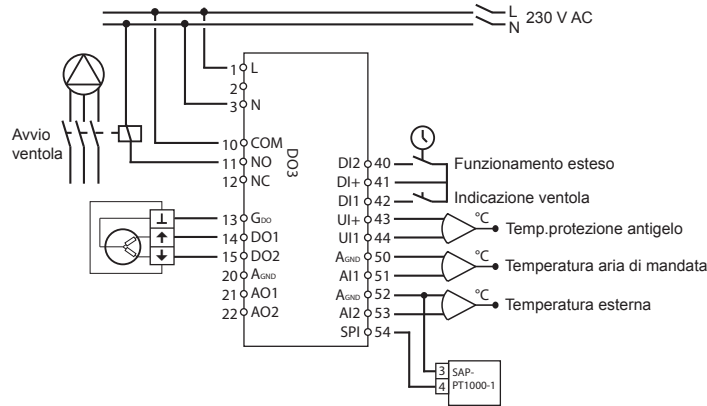 L
N
230 V AC
1 L
2
3 N
10 COM
11 NO
12 NC
DO3
13 GDO
14 DO1
15 DO2
20 AGND
21 AO1
22 AO2
Avvio
ventola
DI2 40
DI+ 41
DI1 42
UI+ 43
UI1 44
AGND 50
AI1 51
AGND 52
AI2 53
SPI 54
Funzionamento esteso
Indicazione ventola
°C
Temp.protezione antigelo
°C
Temperatura aria di mandata
°C
Temperatura esterna
3
4
SAP-
PT1000-1